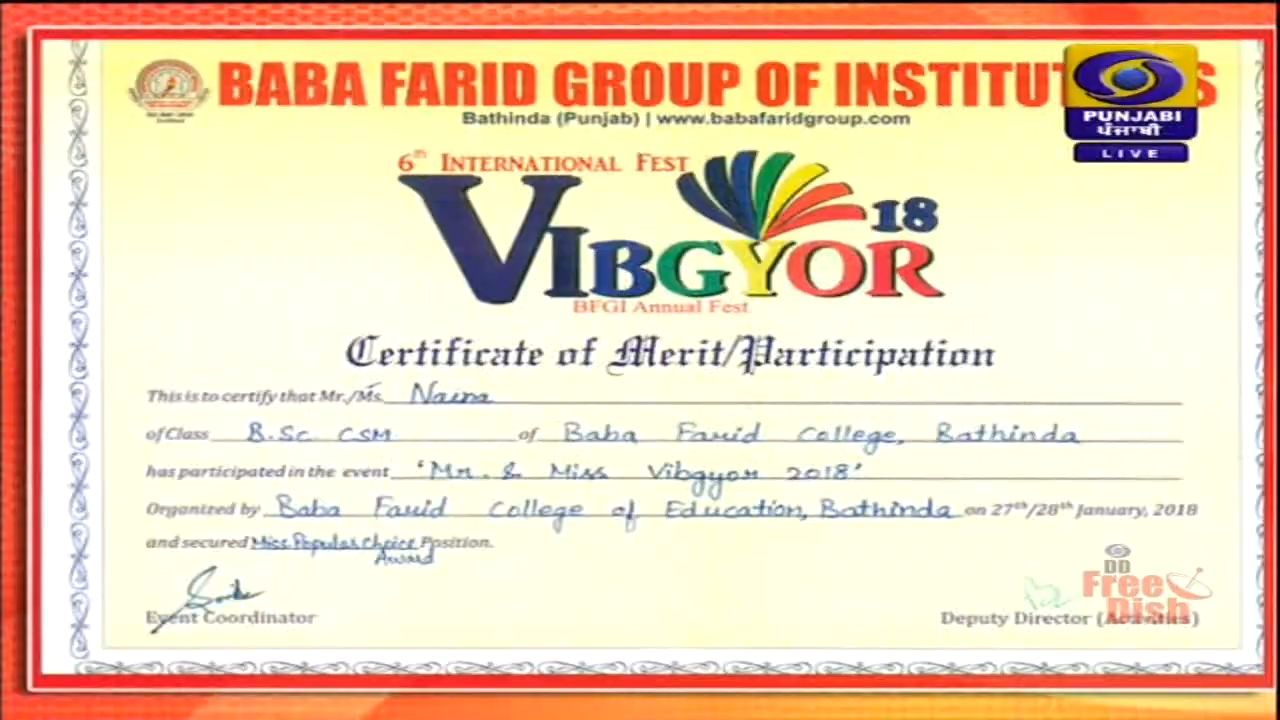 BABA FARID GROUP OF INSTITUT S
Bathinda (Punjab) | www.babafaridgroup.com
PUNJABI
ਪੰਜਾਬੀ
LIVE
6th INTERNATIONAL FEST
VIBGYOR 18
BFGI Annual Fest
Certificate of Merit/Participation
This is to certify that Mr./Ms. Naina
of Class B.Sc. CSM of Baba Farid College, Bathinda
has participated in the event 'Mr. & Miss Vibgyor 2018'
Organized by Baba Farid College of Education, Bathinda on 27th/28th January, 2018
and secured Miss Popular Choice Position.
Award
DD
Free
Dish
Event Coordinator
Deputy Director (Activities)